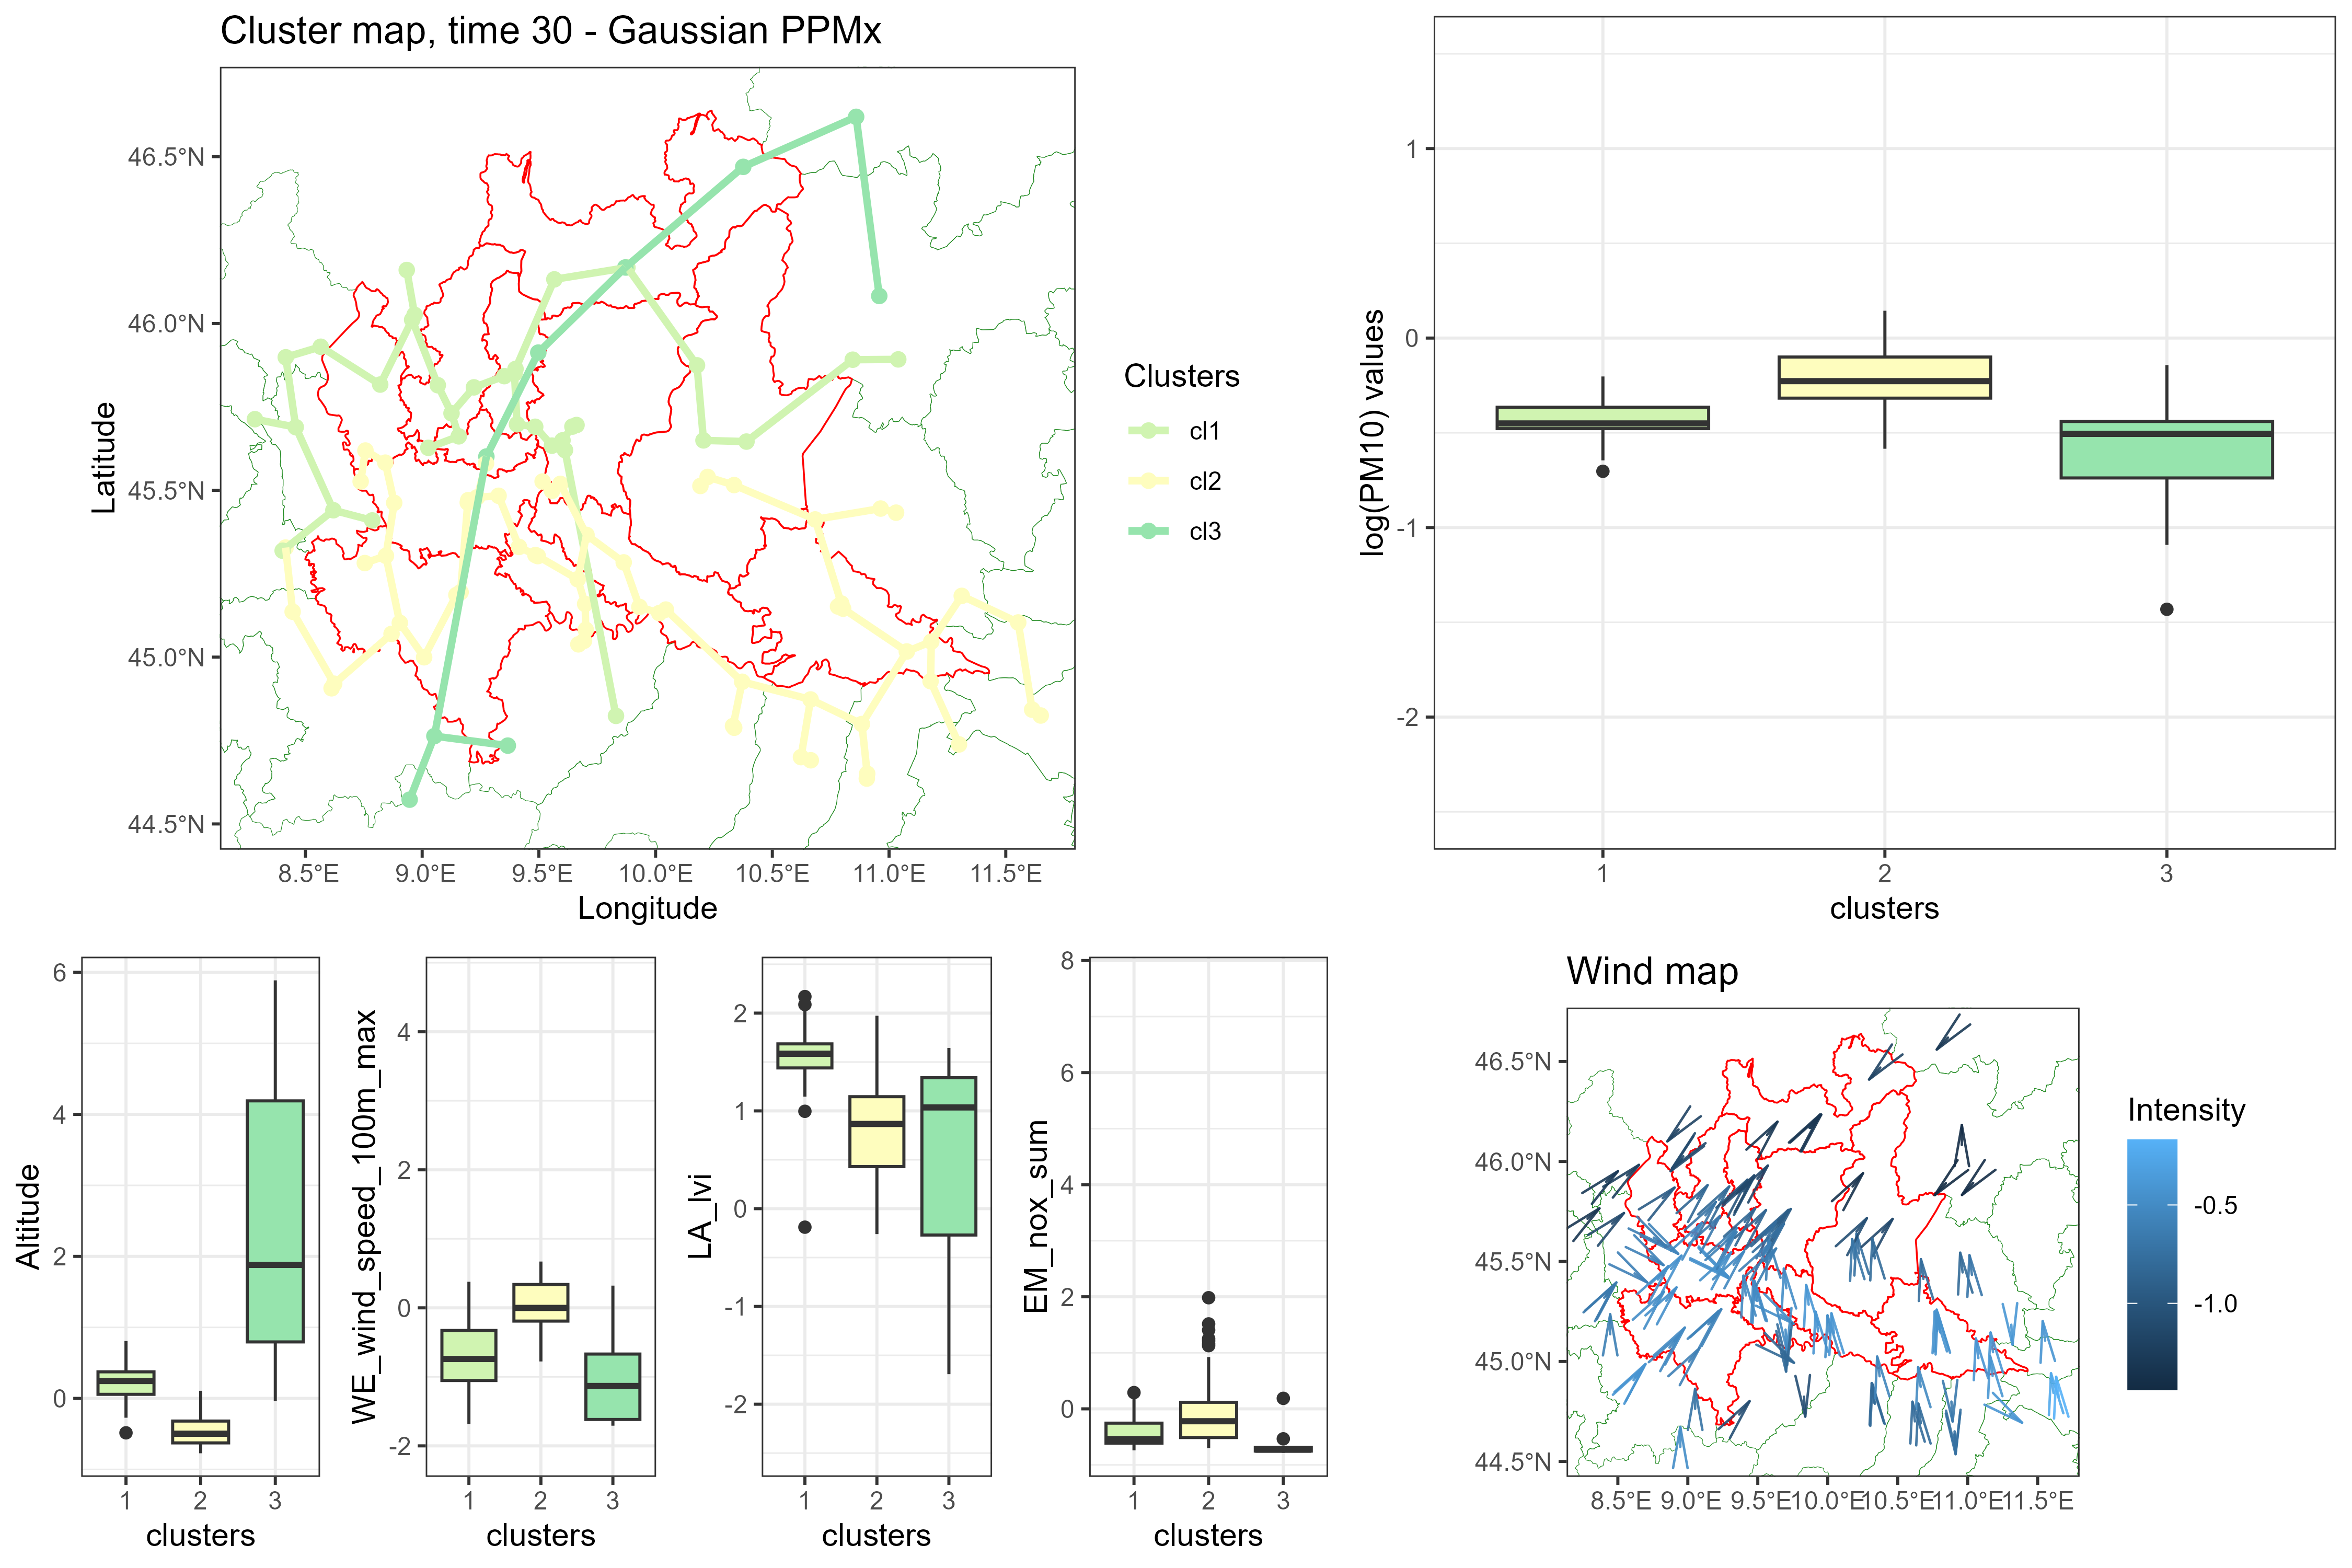 Cluster map, time 30 - Gaussian PPMx
Latitude
46.5°N
46.0°N
45.5°N
45.0°N
44.5°N
8.5°E 9.0°E 9.5°E 10.0°E 10.5°E 11.0°E 11.5°E
Longitude
Clusters
cl1
cl2
cl3
log(PM10) values
1
0
-1
-2
1 2 3
clusters
Altitude
6
4
2
0
1 2 3
clusters
WE_wind_speed_100m_max
4
2
0
-2
1 2 3
clusters
LA_lvi
2
1
0
-1
-2
1 2 3
clusters
EM_nox_sum
8
6
4
2
0
1 2 3
clusters
Wind map
46.5°N
46.0°N
45.5°N
45.0°N
44.5°N
8.5°E 9.0°E 9.5°E 10.0°E 10.5°E 11.0°E 11.5°E
Intensity
-0.5
-1.0